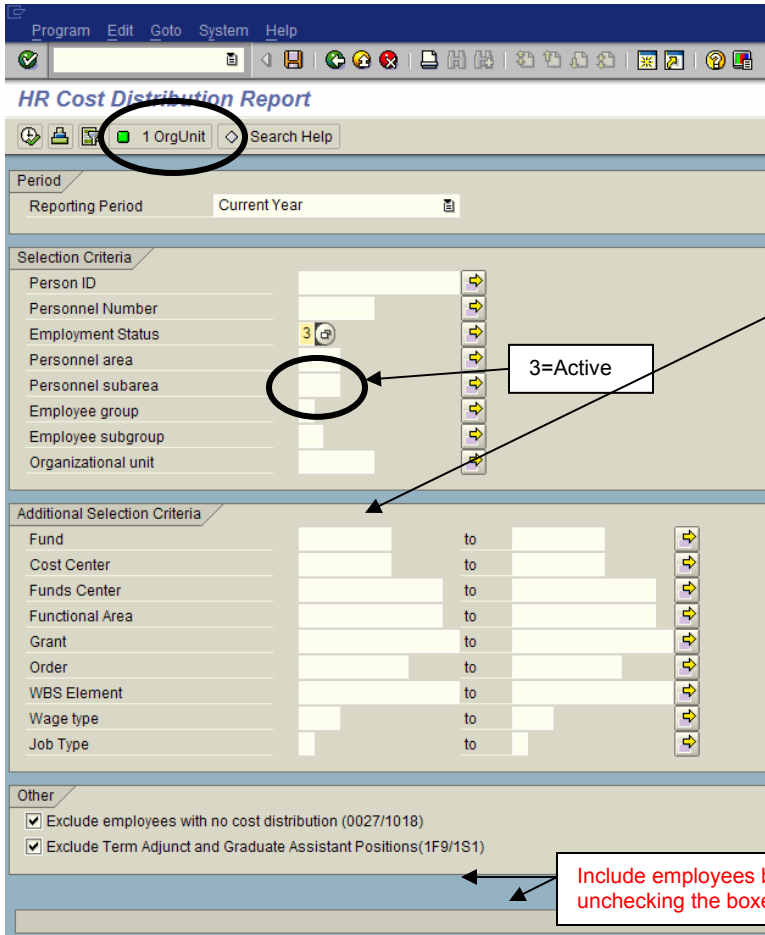 Program Edit Goto System Help
HR Cost Distribution Report
1 OrgUnit Search Help
Period
Reporting Period Current Year
Selection Criteria
Person ID
Personnel Number
Employment Status 3
Personnel area
Personnel subarea
3=Active
Employee group
Employee subgroup
Organizational unit
Additional Selection Criteria
Fund to
Cost Center to
Funds Center to
Functional Area to
Grant to
Order to
WBS Element to
Wage type to
Job Type to
Other
Exclude employees with no cost distribution (0027/1018)
Exclude Term Adjunct and Graduate Assistant Positions(1F9/1S1)
Include employees
unchecking the